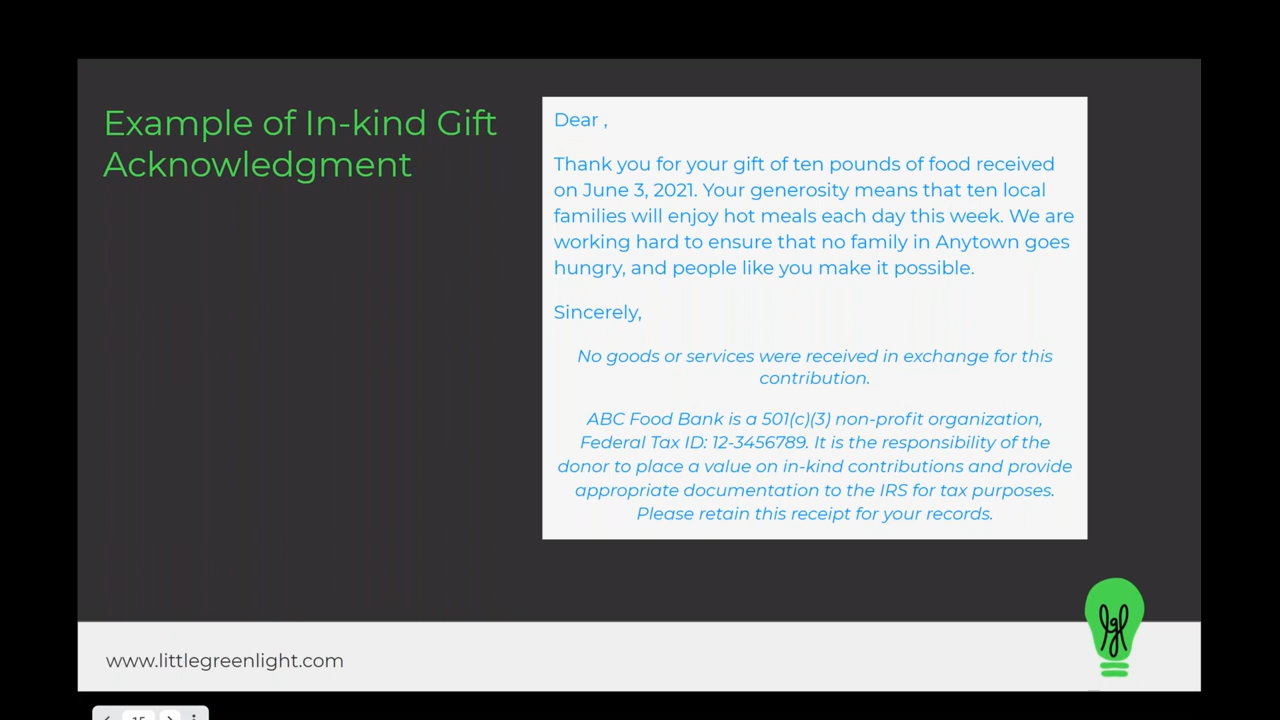 Example of In-kind Gift
Acknowledgment
Dear ,
Thank you for your gift of ten pounds of food received
on June 3, 2021. Your generosity means that ten local
families will enjoy hot meals each day this week. We are
working hard to ensure that no family in Anytown goes
hungry, and people like you make it possible.
Sincerely,
No goods or services were received in exchange for this
contribution.
ABC Food Bank is a 501(c)(3) non-profit organization,
Federal Tax ID: 12-3456789. It is the responsibility of the
donor to place a value on in-kind contributions and provide
appropriate documentation to the IRS for tax purposes.
Please retain this receipt for your records.
lgl
www.littlegreenlight.com
15